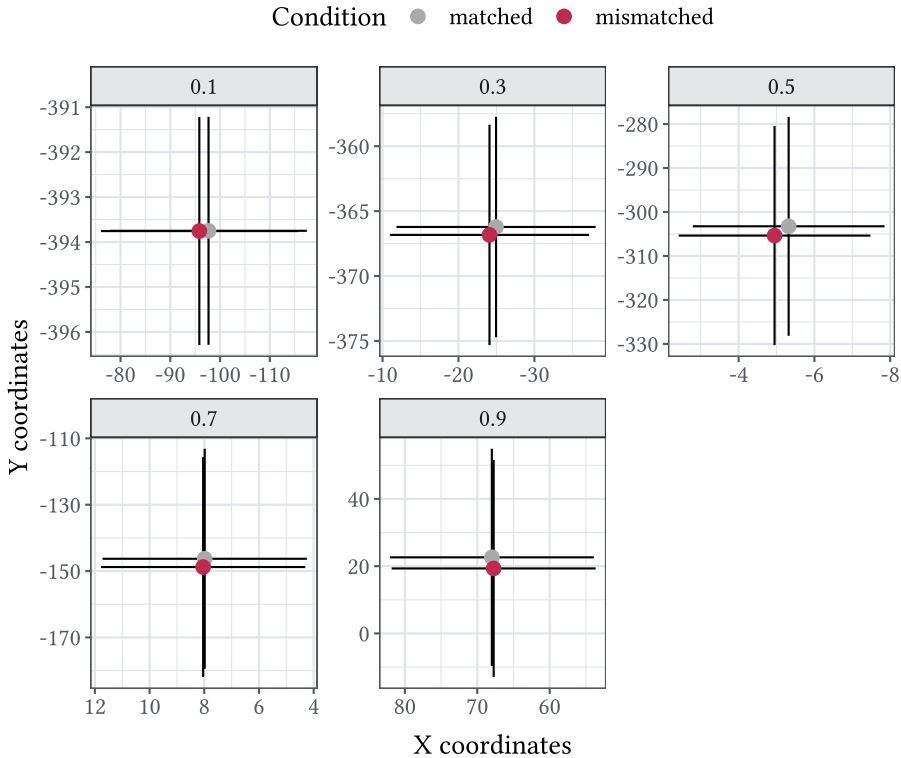 Condition matched mismatched
0.1 0.3 0.5
-391 -392 -393 -394 -395 -396
-360 -365 -370 -375
-280 -290 -300 -310 -320 -330
-80 -90 -100 -110
-10 -20 -30
-4 -6 -8
0.7 0.9
-110 -130 -150 -170
40 20 0
12 10 8 6 4
80 70 60
Y coordinates
X coordinates